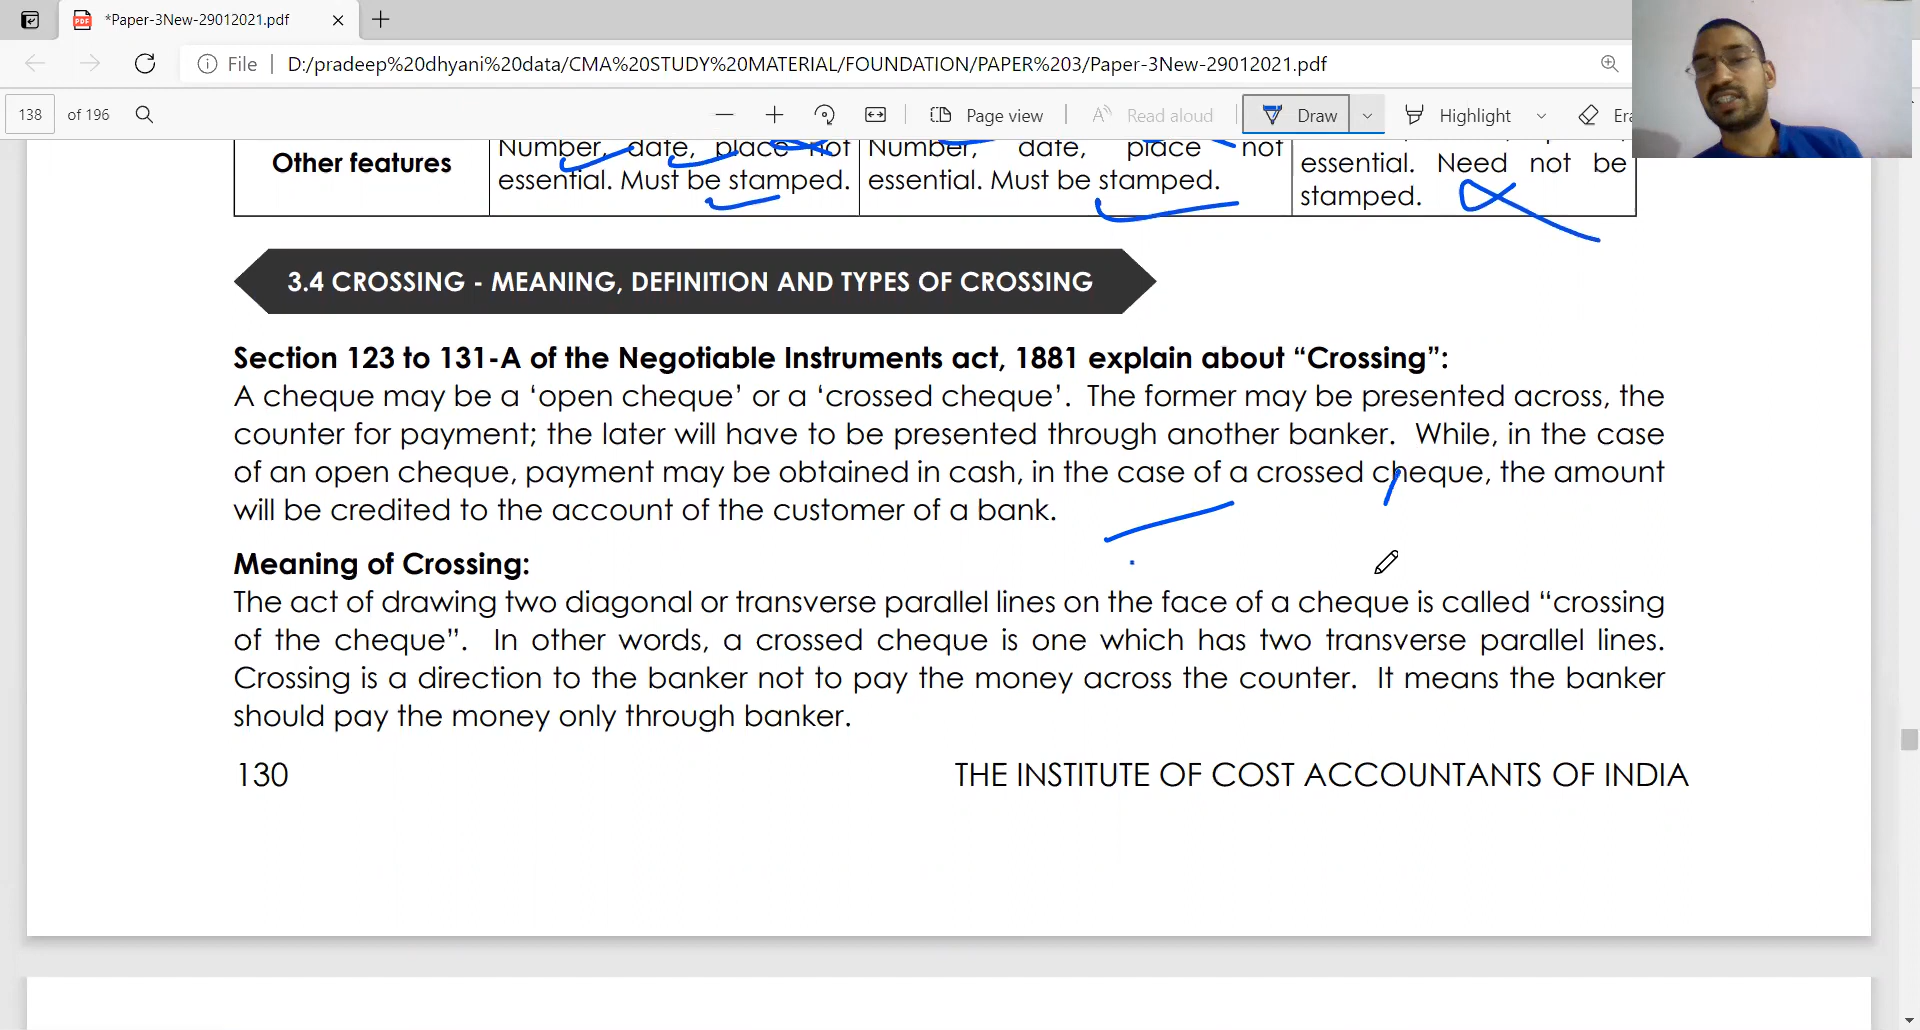 *Paper-3New-29012021.pdf
File
D:/pradeep%20dhyani%20data/CMA%20STUDY%20MATERIAL/FOUNDATION/PAPER%203/Paper-3New-29012021.pdf
138 of 196
Page view
Read aloud
Draw
Highlight
Er
Other features
Number, date, place not
essential. Must be stamped.
Number, date, place not
essential. Must be stamped.
essential. Need not be
stamped.
3.4 CROSSING - MEANING, DEFINITION AND TYPES OF CROSSING
Section 123 to 131-A of the Negotiable Instruments act, 1881 explain about “Crossing”:
A cheque may be a ‘open cheque’ or a ‘crossed cheque’. The former may be presented across, the
counter for payment; the later will have to be presented through another banker. While, in the case
of an open cheque, payment may be obtained in cash, in the case of a crossed cheque, the amount
will be credited to the account of the customer of a bank.
Meaning of Crossing:
The act of drawing two diagonal or transverse parallel lines on the face of a cheque is called “crossing
of the cheque”. In other words, a crossed cheque is one which has two transverse parallel lines.
Crossing is a direction to the banker not to pay the money across the counter. It means the banker
should pay the money only through banker.
130
THE INSTITUTE OF COST ACCOUNTANTS OF INDIA